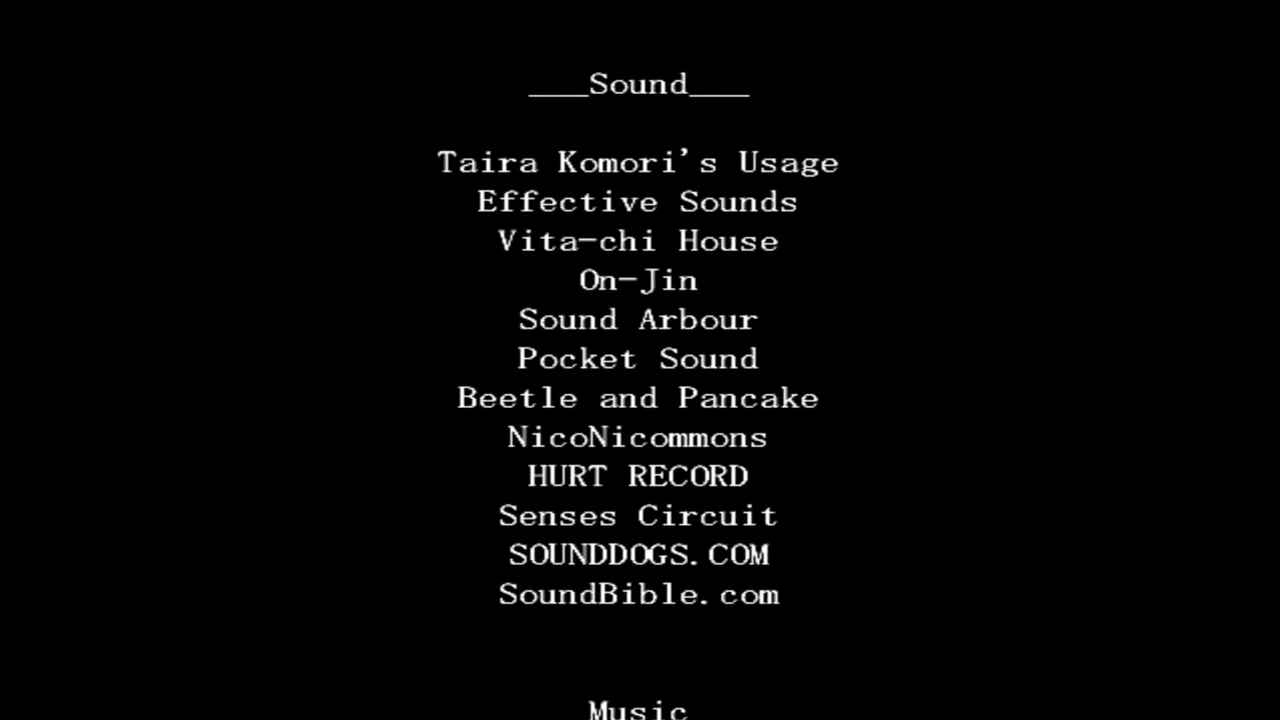 ___Sound___
Taira Komori's Usage
Effective Sounds
Vita-chi House
On-Jin
Sound Arbour
Pocket Sound
Beetle and Pancake
NicoNicommons
HURT RECORD
Senses Circuit
SOUNDDOGS.COM
SoundBible.com
Music